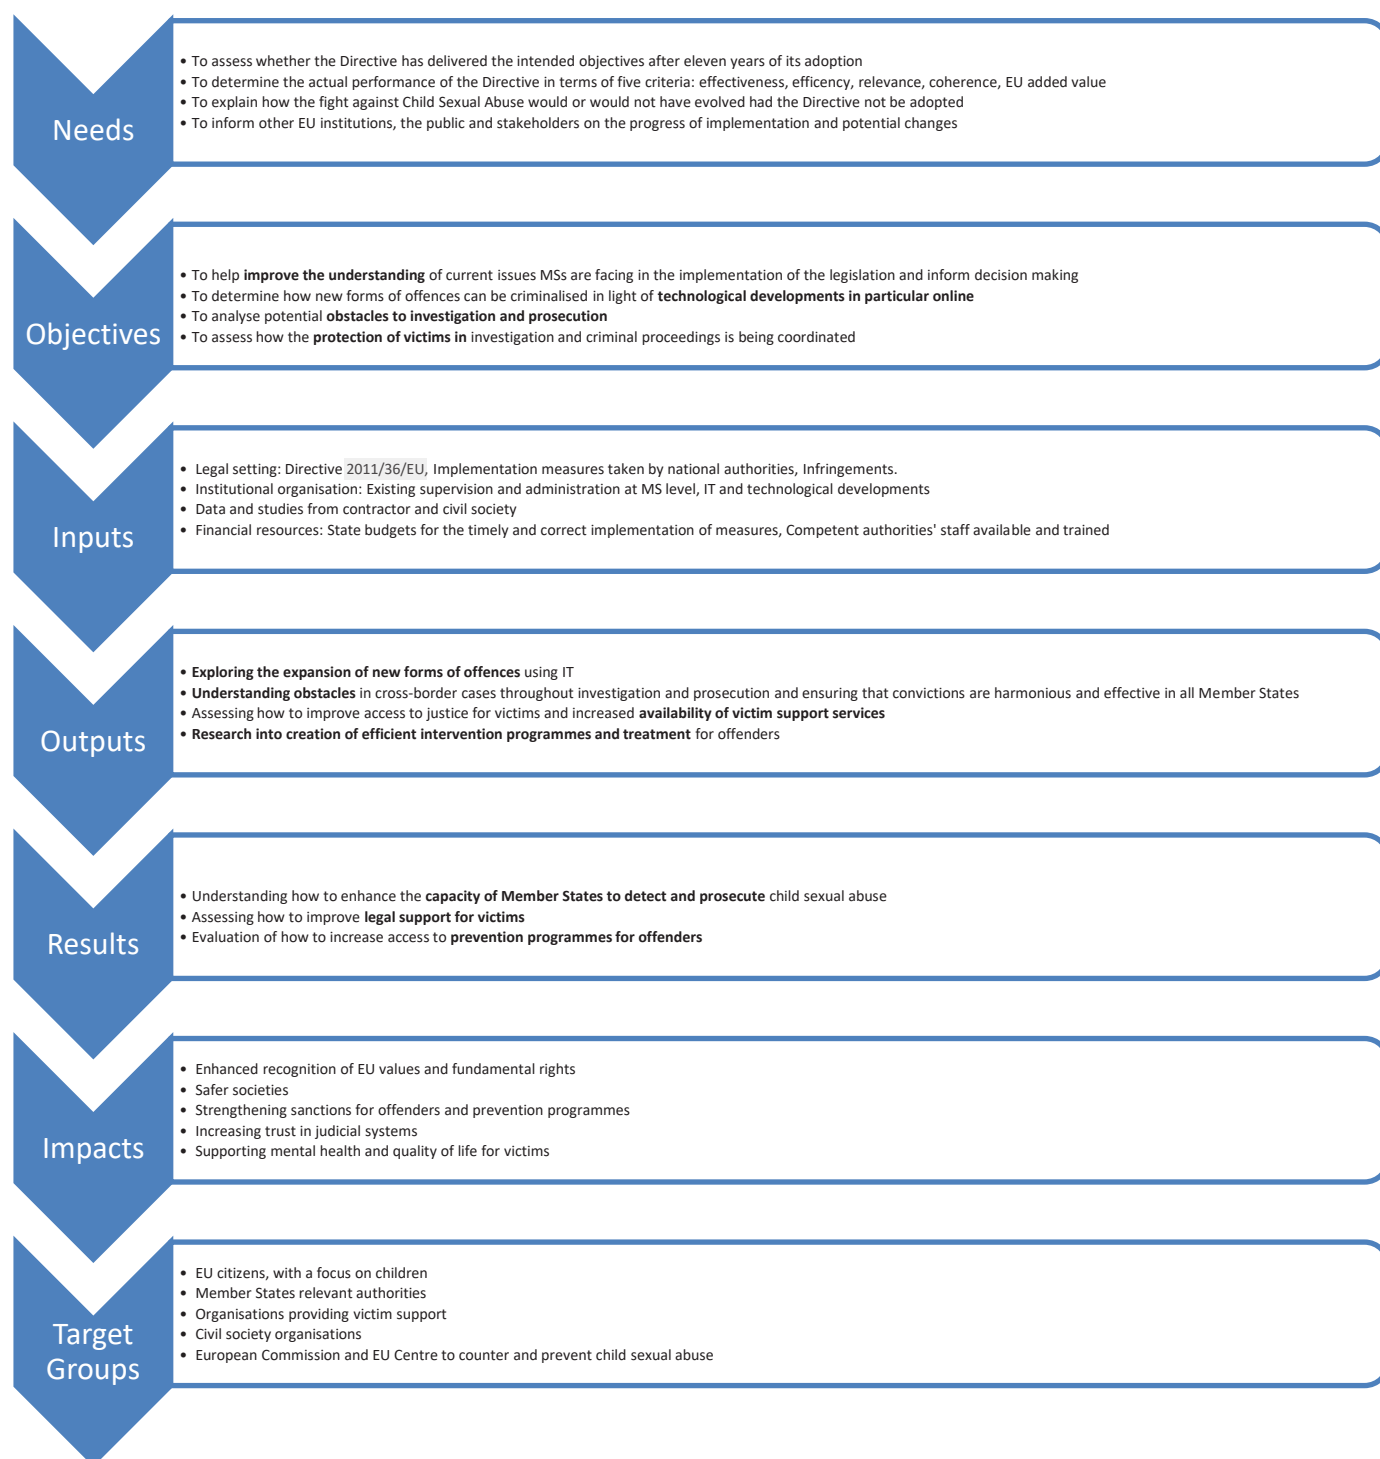 Needs
• To assess whether the Directive has delivered the intended objectives after eleven years of its adoption
• To determine the actual performance of the Directive in terms of five criteria: effectiveness, efficency, relevance, coherence, EU added value
• To explain how the fight against Child Sexual Abuse would or would not have evolved had the Directive not be adopted
• To inform other EU institutions, the public and stakeholders on the progress of implementation and potential changes
Objectives
• To help improve the understanding of current issues MSs are facing in the implementation of the legislation and inform decision making
• To determine how new forms of offences can be criminalised in light of technological developments in particular online
• To analyse potential obstacles to investigation and prosecution
• To assess how the protection of victims in investigation and criminal proceedings is being coordinated
Inputs
• Legal setting: Directive 2011/36/EU, Implementation measures taken by national authorities, Infringements.
• Institutional organisation: Existing supervision and administration at MS level, IT and technological developments
• Data and studies from contractor and civil society
• Financial resources: State budgets for the timely and correct implementation of measures, Competent authorities' staff available and trained
Outputs
• Exploring the expansion of new forms of offences using IT
• Understanding obstacles in cross-border cases throughout investigation and prosecution and ensuring that convictions are harmonious and effective in all Member States
• Assessing how to improve access to justice for victims and increased availability of victim support services
• Research into creation of efficient intervention programmes and treatment for offenders
Results
• Understanding how to enhance the capacity of Member States to detect and prosecute child sexual abuse
• Assessing how to improve legal support for victims
• Evaluation of how to increase access to prevention programmes for offenders
Impacts
• Enhanced recognition of EU values and fundamental rights
• Safer societies
• Strengthening sanctions for offenders and prevention programmes
• Increasing trust in judicial systems
• Supporting mental health and quality of life for victims
Target
Groups
• EU citizens, with a focus on children
• Member States relevant authorities
• Organisations providing victim support
• Civil society organisations
• European Commission and EU Centre to counter and prevent child sexual abuse